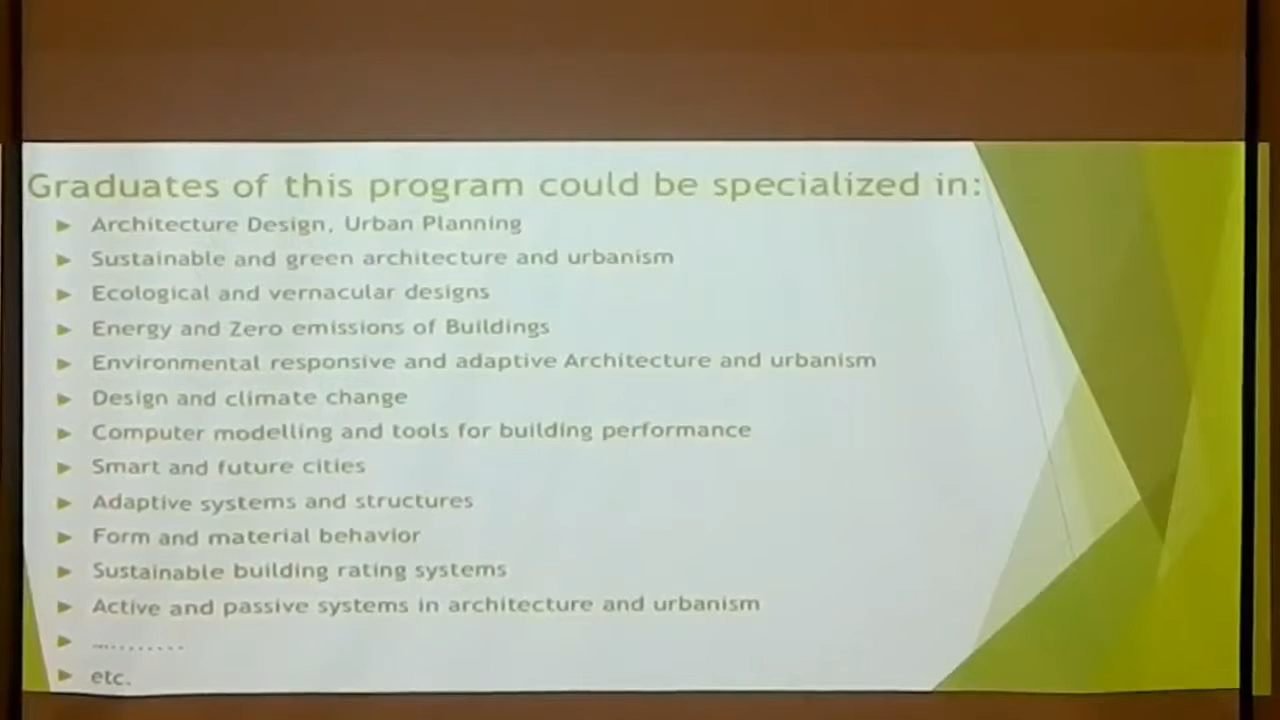 Graduates of this program could be specialized in:
► Architecture Design, Urban Planning
► Sustainable and green architecture and urbanism
► Ecological and vernacular designs
► Energy and Zero emissions of Buildings
► Environmental responsive and adaptive Architecture and urbanism
► Design and climate change
► Computer modelling and tools for building performance
► Smart and future cities
► Adaptive systems and structures
► Form and material behavior
► Sustainable building rating systems
► Active and passive systems in architecture and urbanism
► ...........
► etc.